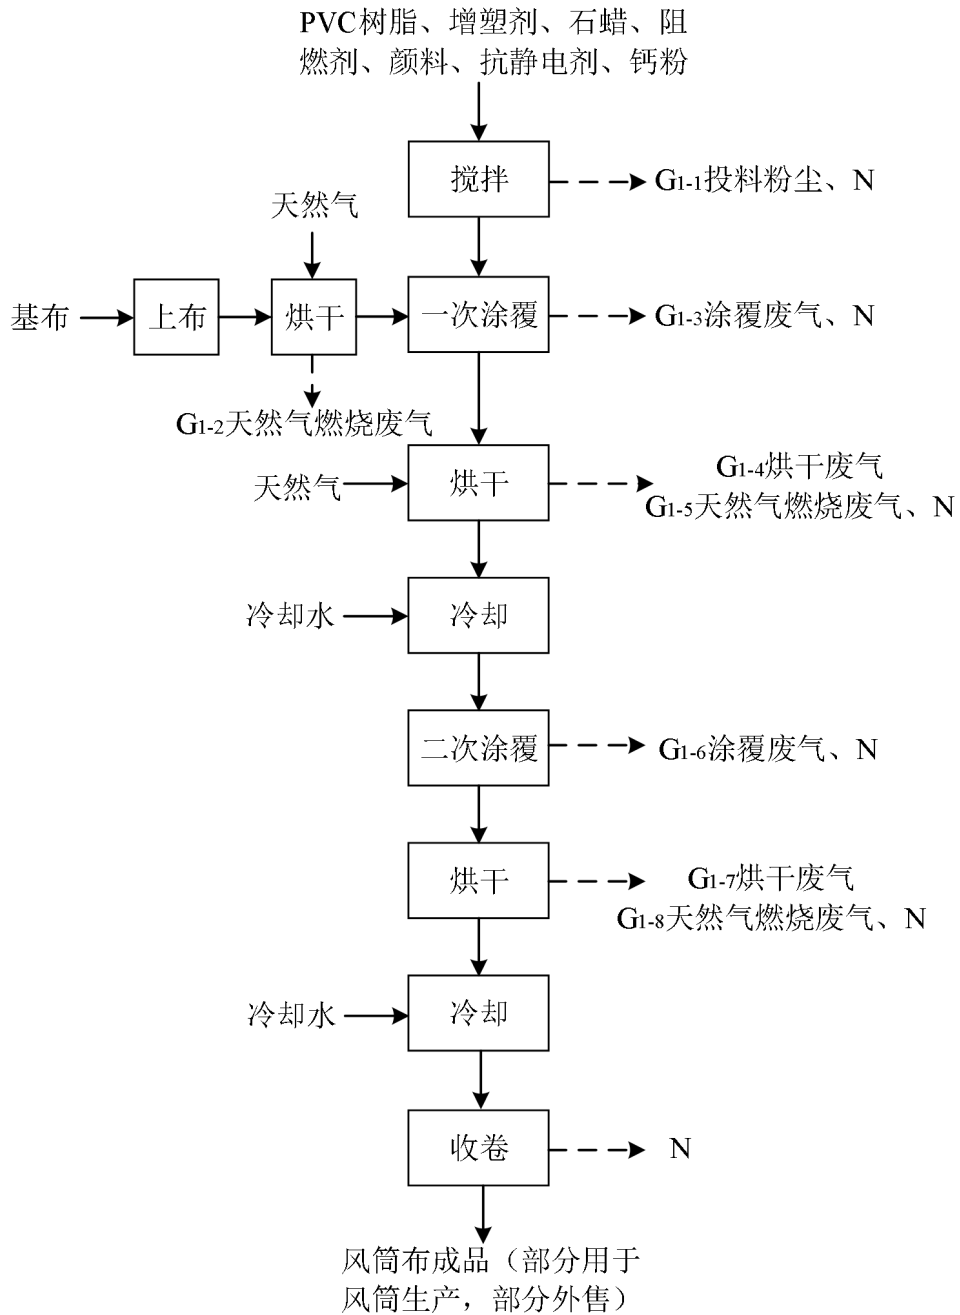 PVC树脂、增塑剂、石蜡、阻
燃剂、颜料、抗静电剂、钙粉
搅拌
G1-1投料粉尘、N
天然气
基布
上布
烘干
一次涂覆
G1-3涂覆废气、N
G1-2天然气燃烧废气
天然气
烘干
G1-4烘干废气
G1-5天然气燃烧废气、N
冷却水
冷却
二次涂覆
G1-6涂覆废气、N
烘干
G1-7烘干废气
G1-8天然气燃烧废气、N
冷却水
冷却
收卷
N
风筒布成品（部分用于
风筒生产，部分外售）